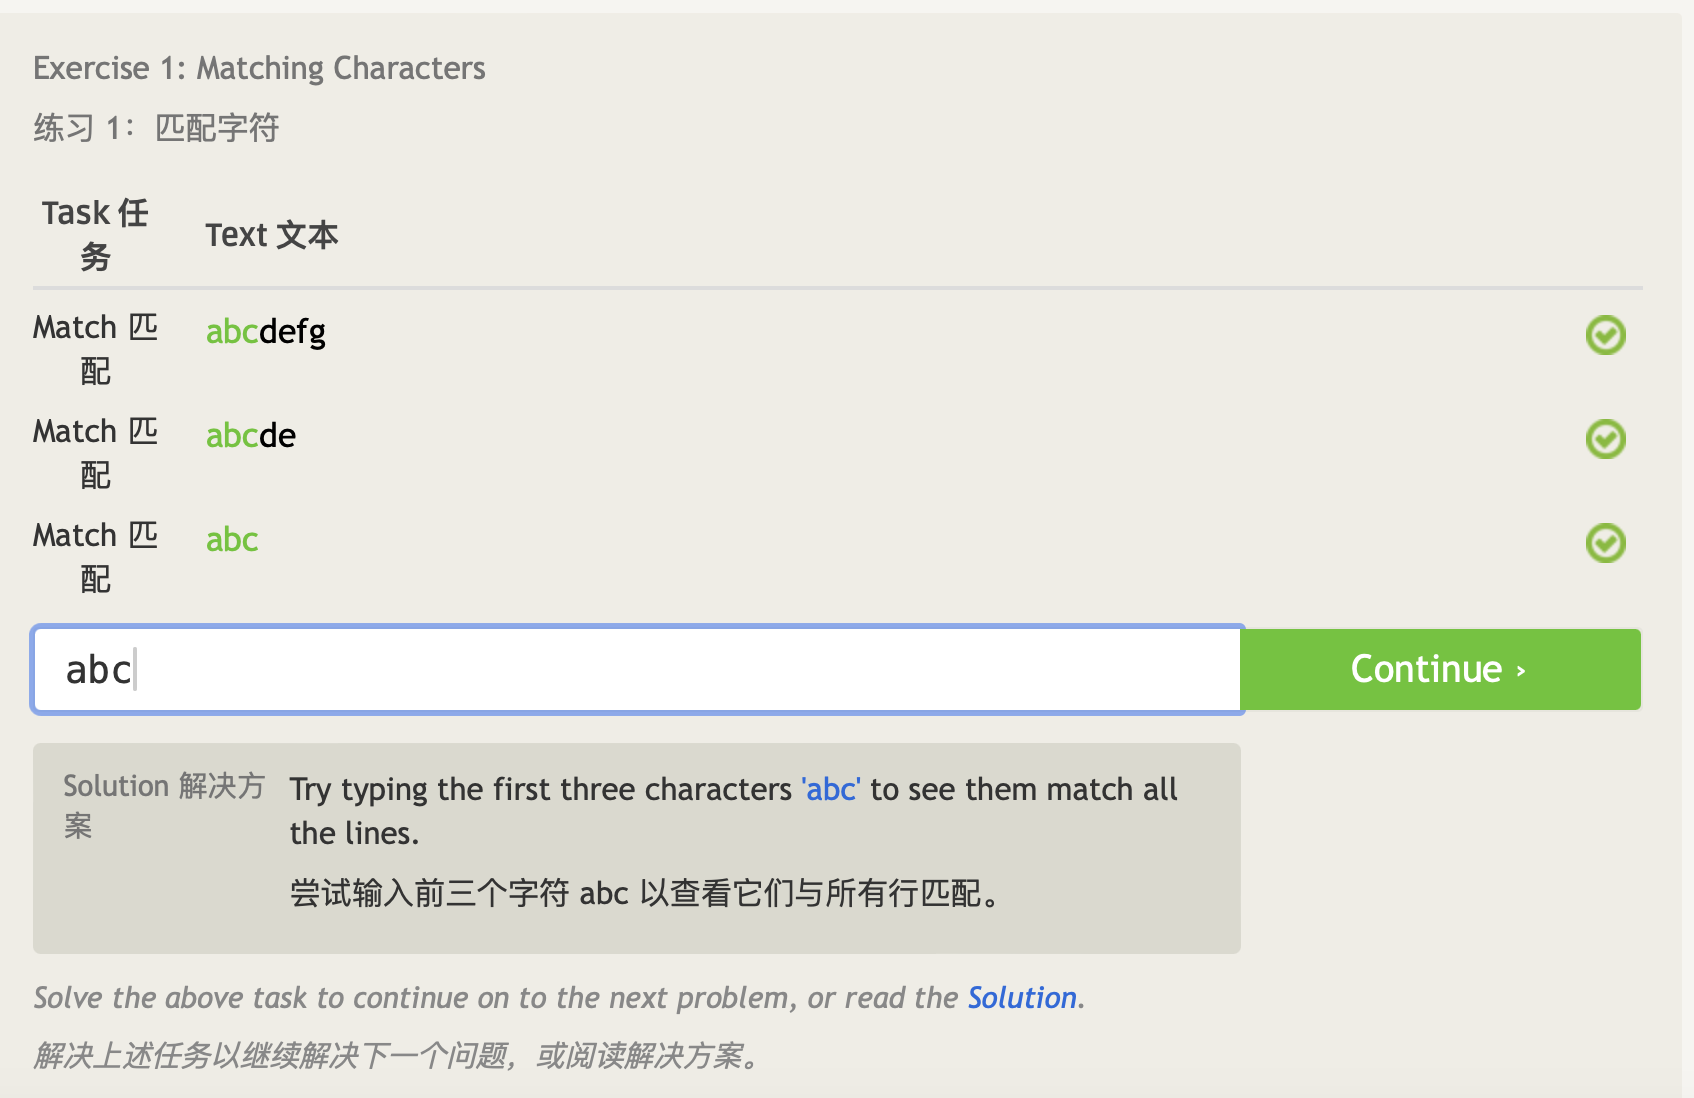 Exercise 1: Matching Characters
练习 1： 匹配字符
Task 任
务
Text 文本
Match 匹
配
abcdefg
Match 匹
配
abcde
Match 匹
配
abc
abc
Continue ›
Solution 解决方
案
Try typing the first three characters 'abc' to see them match all
the lines.
尝试输入前三个字符 abc 以查看它们与所有行匹配。
Solve the above task to continue on to the next problem, or read the Solution.
解决上述任务以继续解决下一个问题，或阅读解决方案。